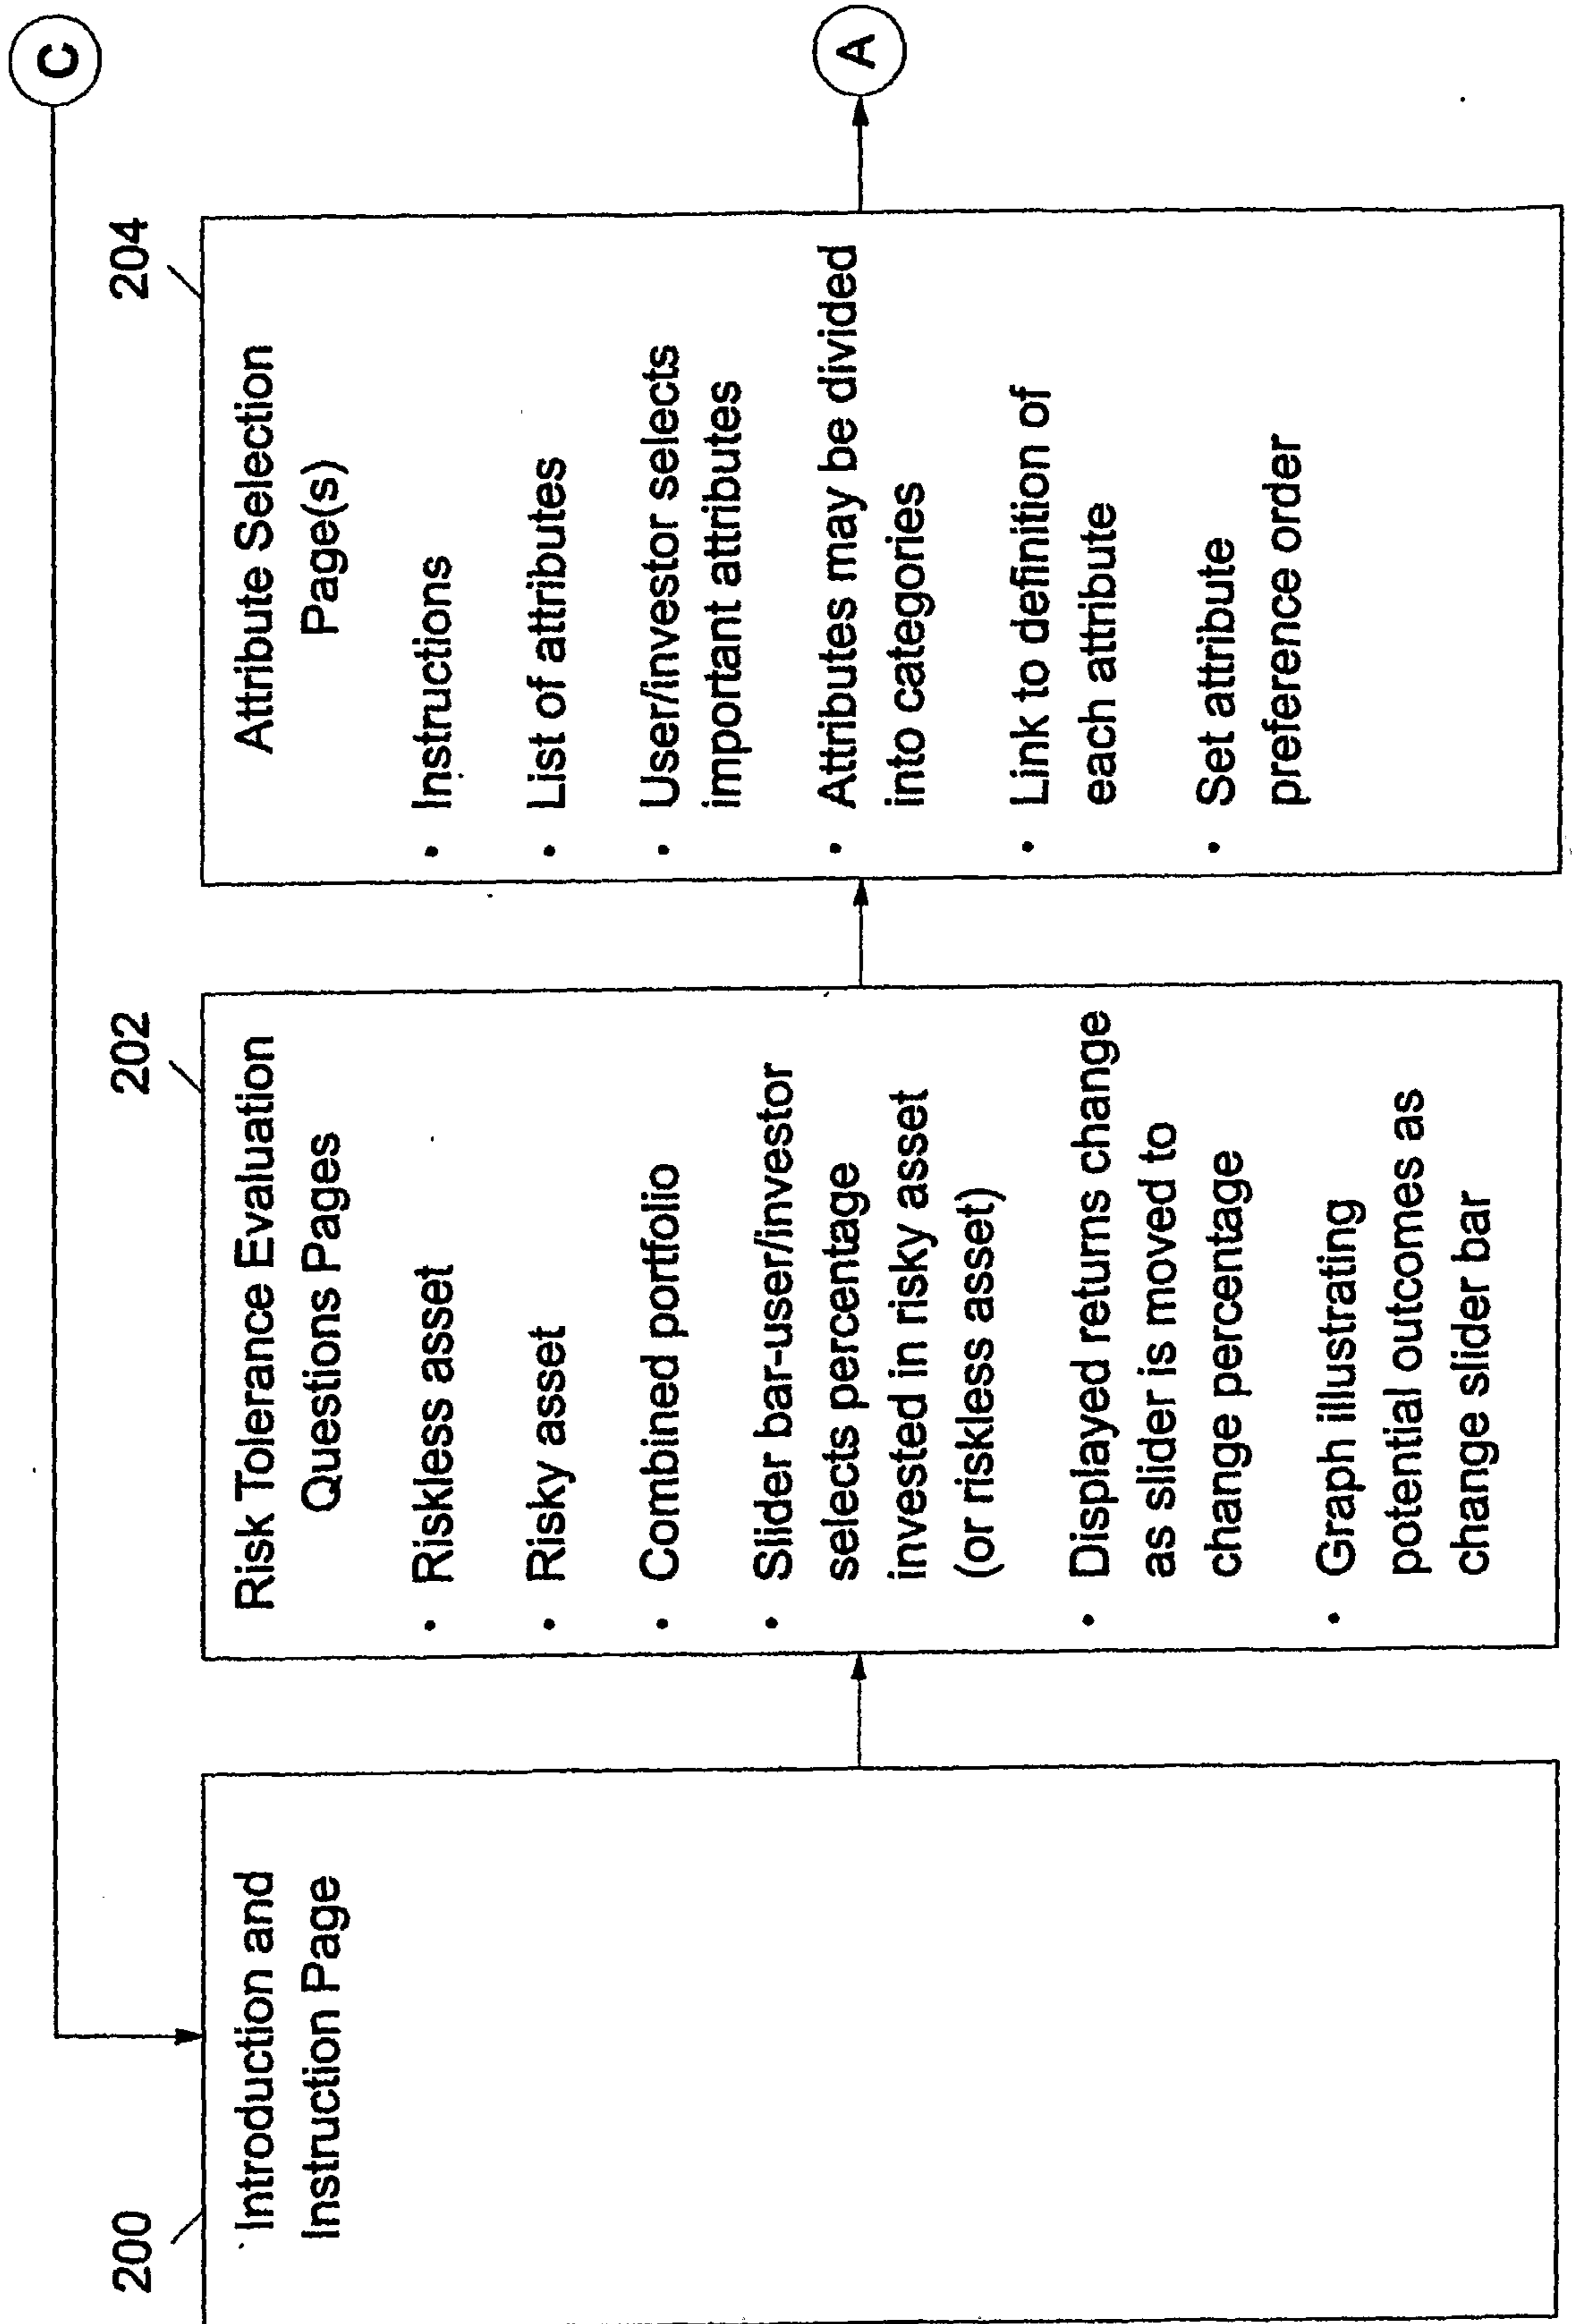 C
200
Introduction and
Instruction Page
202
Risk Tolerance Evaluation
Questions Pages
• Riskless asset
• Risky asset
• Combined portfolio
• Slider bar-user/investor
selects percentage
invested in risky asset
(or riskless asset)
• Displayed returns change
as slider is moved to
change percentage
• Graph illustrating
potential outcomes as
change slider bar
204
Attribute Selection
Page(s)
• Instructions
• List of attributes
• User/investor selects
important attributes
• Attributes may be divided
into categories
• Link to definition of
each attribute
• Set attribute
preference order
A